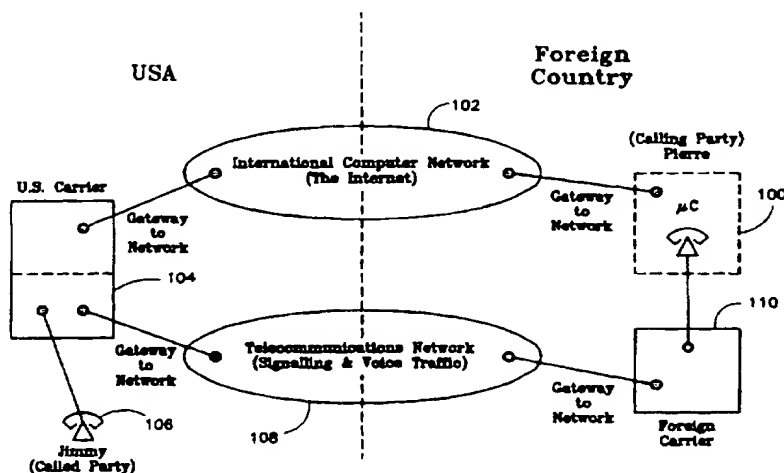 USA
Foreign
Country
102
(Calling Party)
Pierre
International Computer Network
(The Internet)
U.S. Carrier
Gateway
to
Network
Gateway
to
Network
μC
100
104
110
Telecommunications Network
(Signalling & Voice Traffic)
Gateway
to
Network
Gateway
to
Network
106
108
Jimmy
(Called Party)
Foreign
Carrier